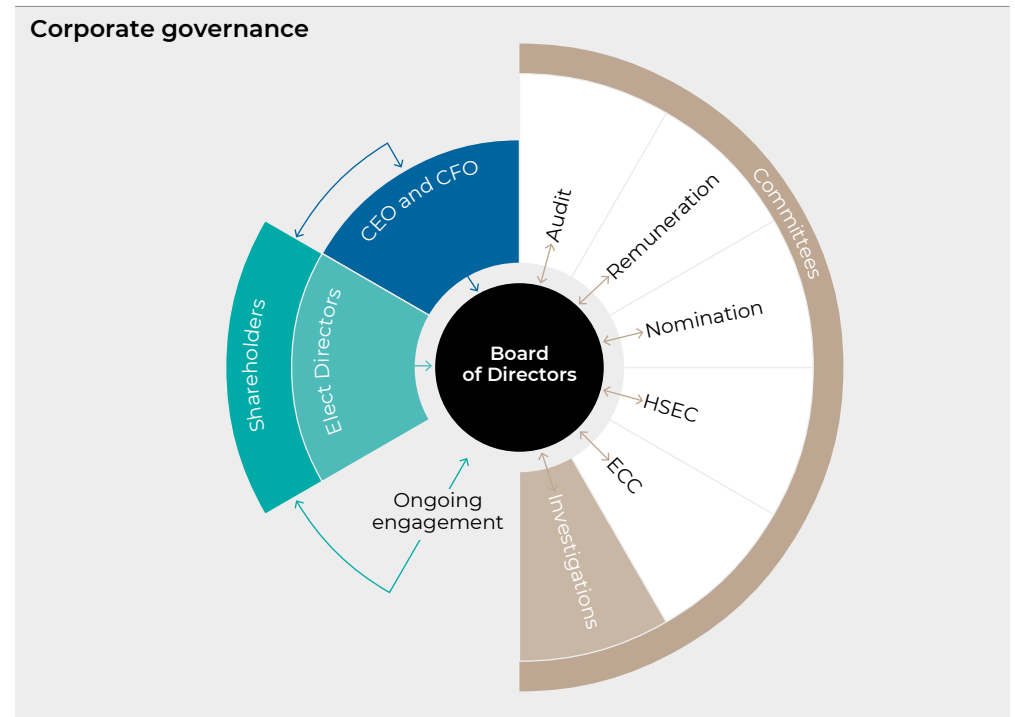 Corporate governance
CEO and CFO
Shareholders
Elect Directors
Board
of Directors
Ongoing
engagement
Audit
Remuneration
Nomination
HSEC
ECC
Investigations
Committees